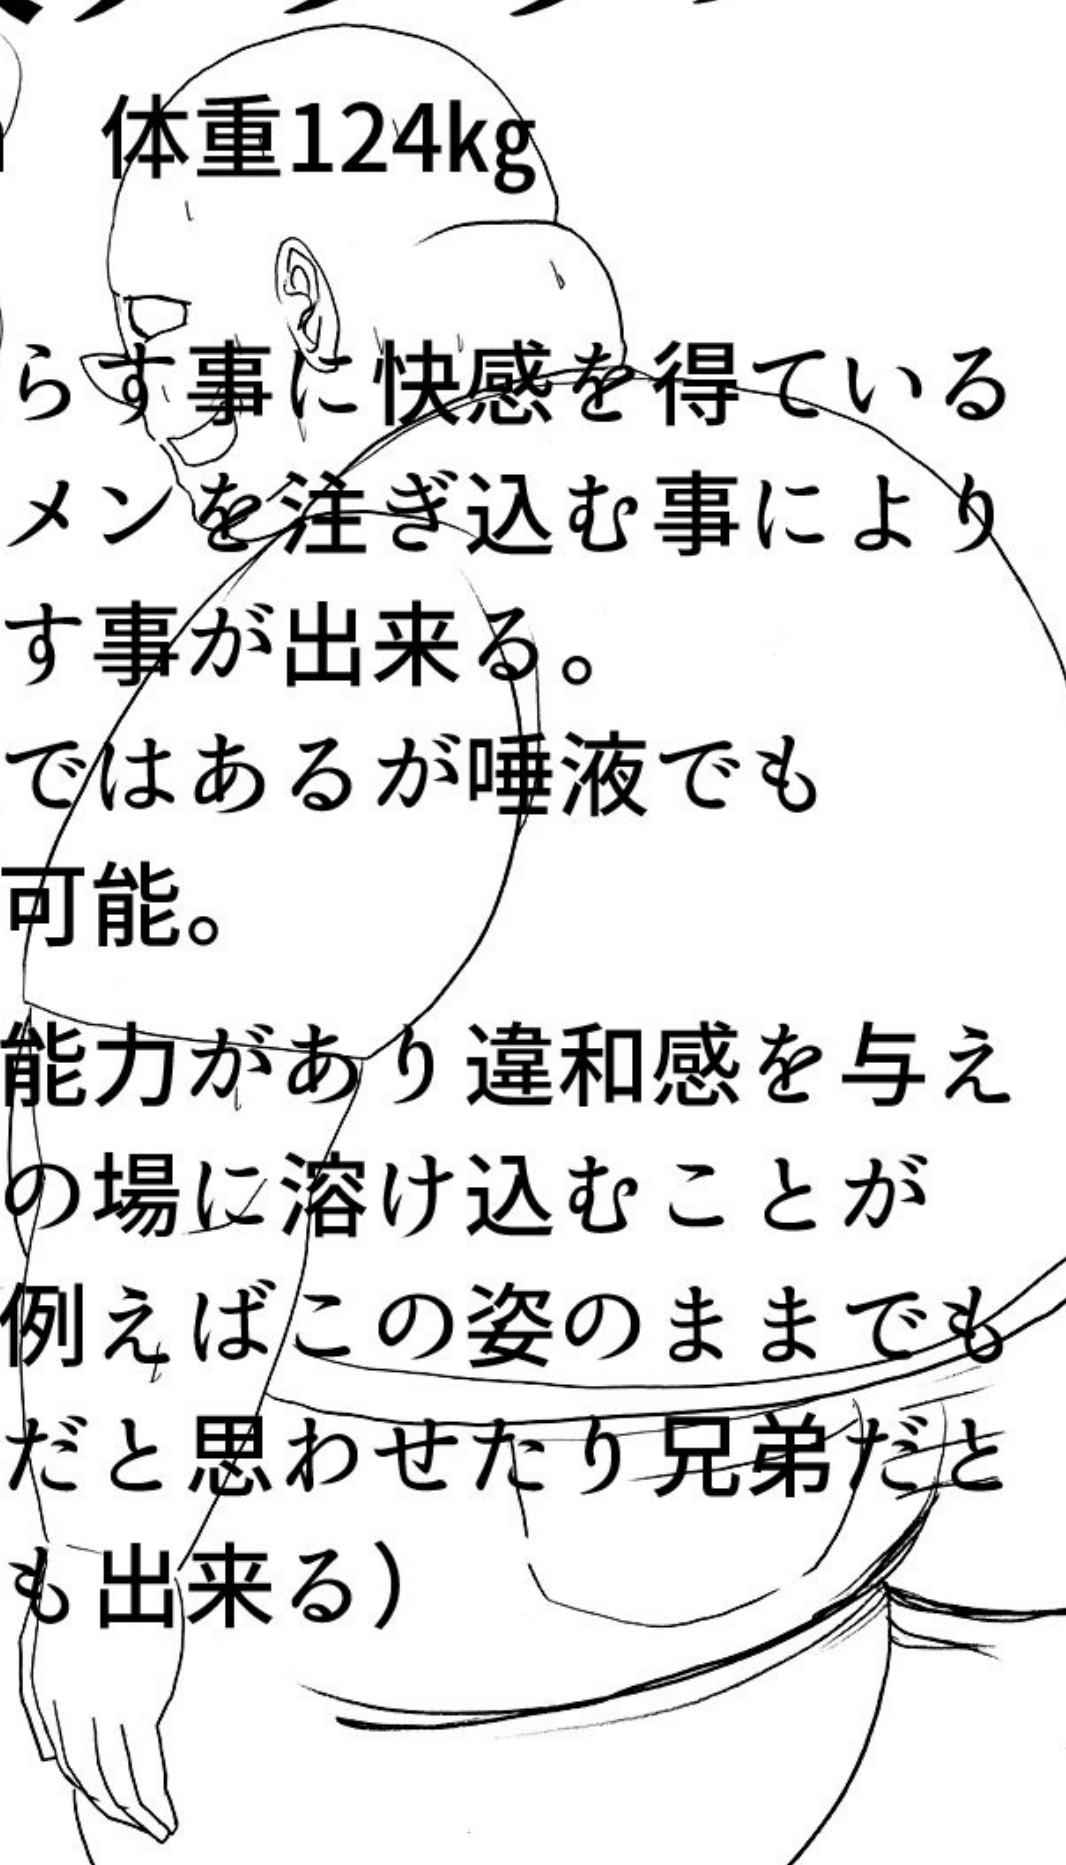 体重124kg
らす事に快感を得ている
メンを注ぎ込む事により
す事が出来る。
ではあるが唾液でも
可能。
能力があり違和感を与え
の場に溶け込むことが
例えばこの姿のままでも
だと思わせたり兄弟だと
も出来る)